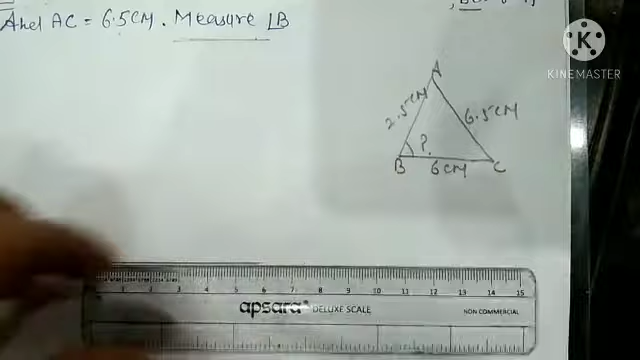 And AC = 6.5CM. Measure ∠B
K
KINEMASTER
A
2.5CM
6.5CM
?
B
6CM
C
1 2 3 4 5 6 7 8 9 10 11 12 13 14 15
apsara DELUXE SCALE
NON COMMERCIAL